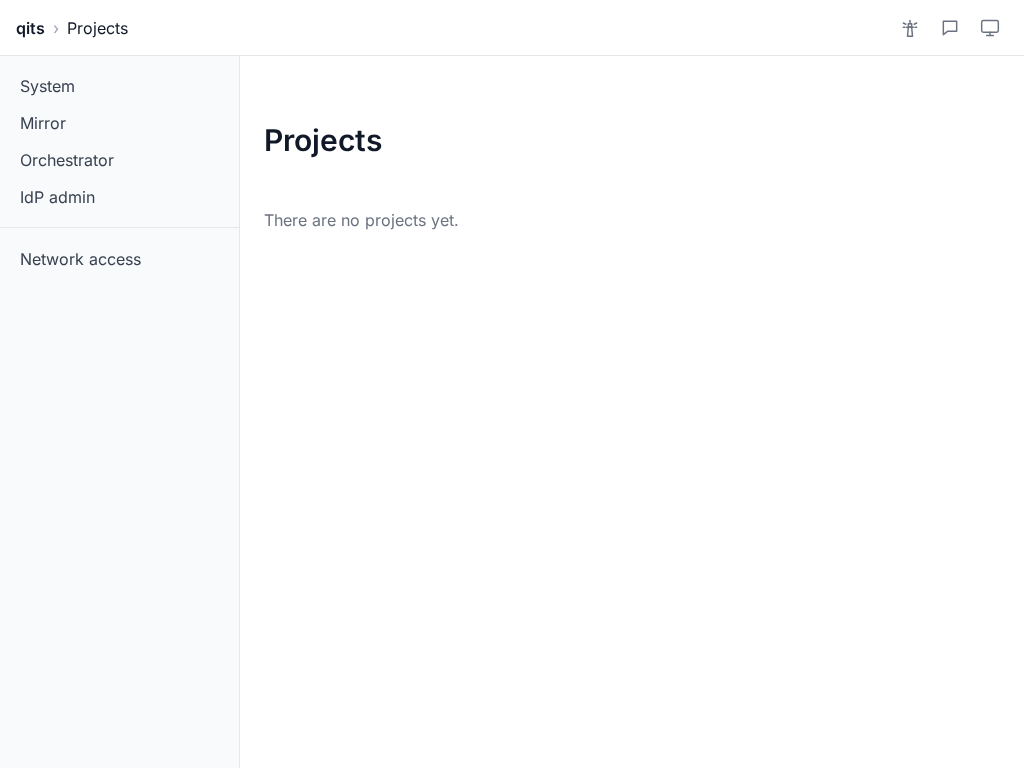 qits › Projects
System
Mirror
Orchestrator
IdP admin
Network access
Projects
There are no projects yet.